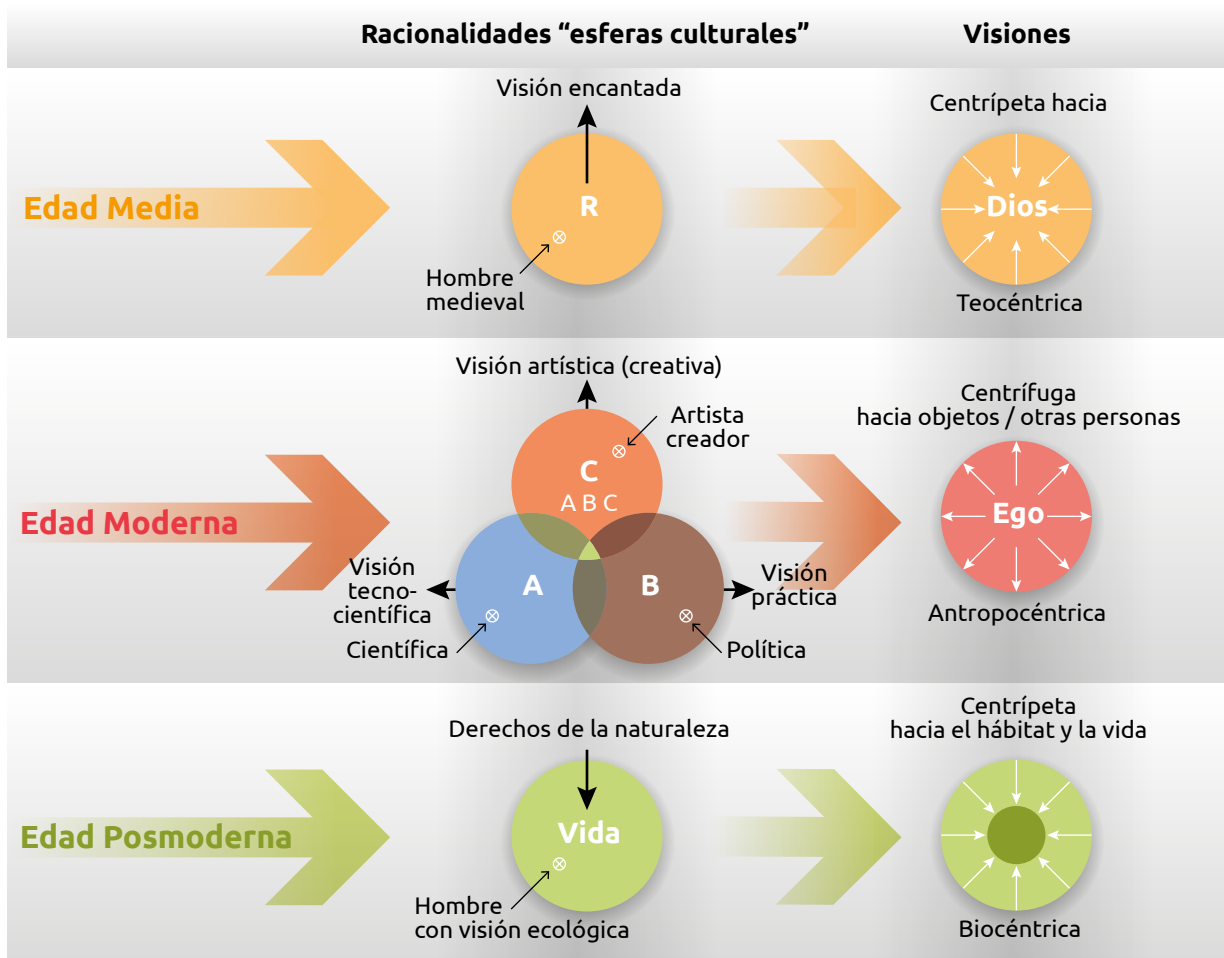 Racionalidades “esferas culturales”
Visiones
Edad Media
Visión encantada
R
Hombre
medieval
Centrípeta hacia
Dios
Teocéntrica
Edad Moderna
Visión artística (creativa)
Artista
creador
C
A B C
Visión
tecno-
científica
A
B
Visión
práctica
Científica
Política
Centrífuga
hacia objetos / otras personas
Ego
Antropocéntrica
Edad Posmoderna
Derechos de la naturaleza
Vida
Hombre
con visión ecológica
Centrípeta
hacia el hábitat y la vida
Biocéntrica